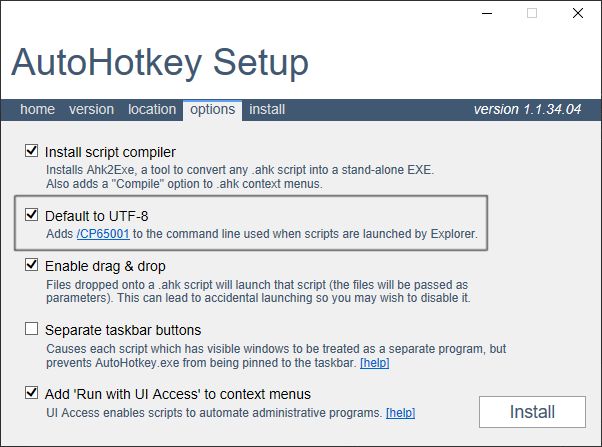 AutoHotkey Setup
home version location options install version 1.1.34.04
Install script compiler
Installs Ahk2Exe, a tool to convert any .ahk script into a stand-alone EXE.
Also adds a "Compile" option to .ahk context menus.
Default to UTF-8
Adds /CP65001 to the command line used when scripts are launched by Explorer.
Enable drag & drop
Files dropped onto a .ahk script will launch that script (the files will be passed as
parameters). This can lead to accidental launching so you may wish to disable it.
Separate taskbar buttons
Causes each script which has visible windows to be treated as a separate program, but
prevents AutoHotkey.exe from being pinned to the taskbar. [help]
Add 'Run with UI Access' to context menus
UI Access enables scripts to automate administrative programs. [help]
Install